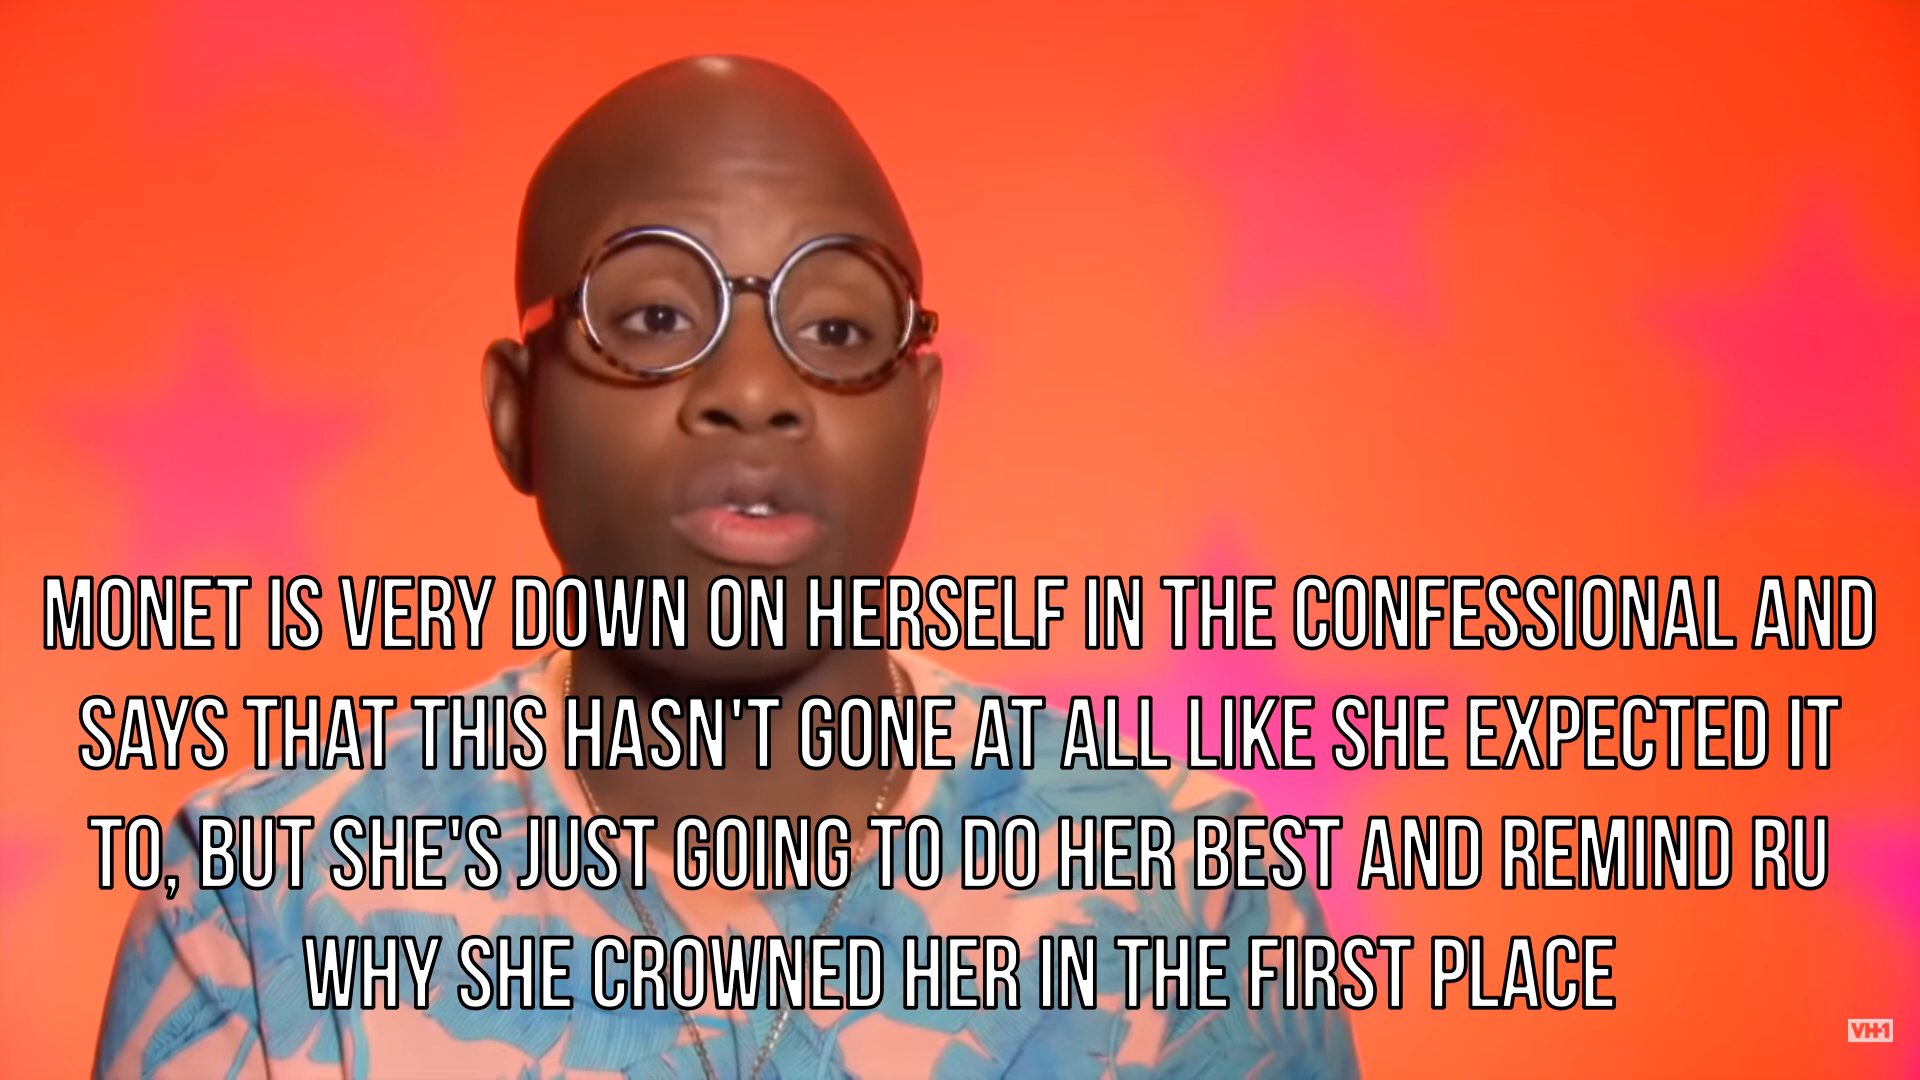 MONET IS VERY DOWN ON HERSELF IN THE CONFESSIONAL AND
SAYS THAT THIS HASN'T GONE AT ALL LIKE SHE EXPECTED IT
TO, BUT SHE'S JUST GOING TO DO HER BEST AND REMIND RU
WHY SHE CROWNED HER IN THE FIRST PLACE
VH1